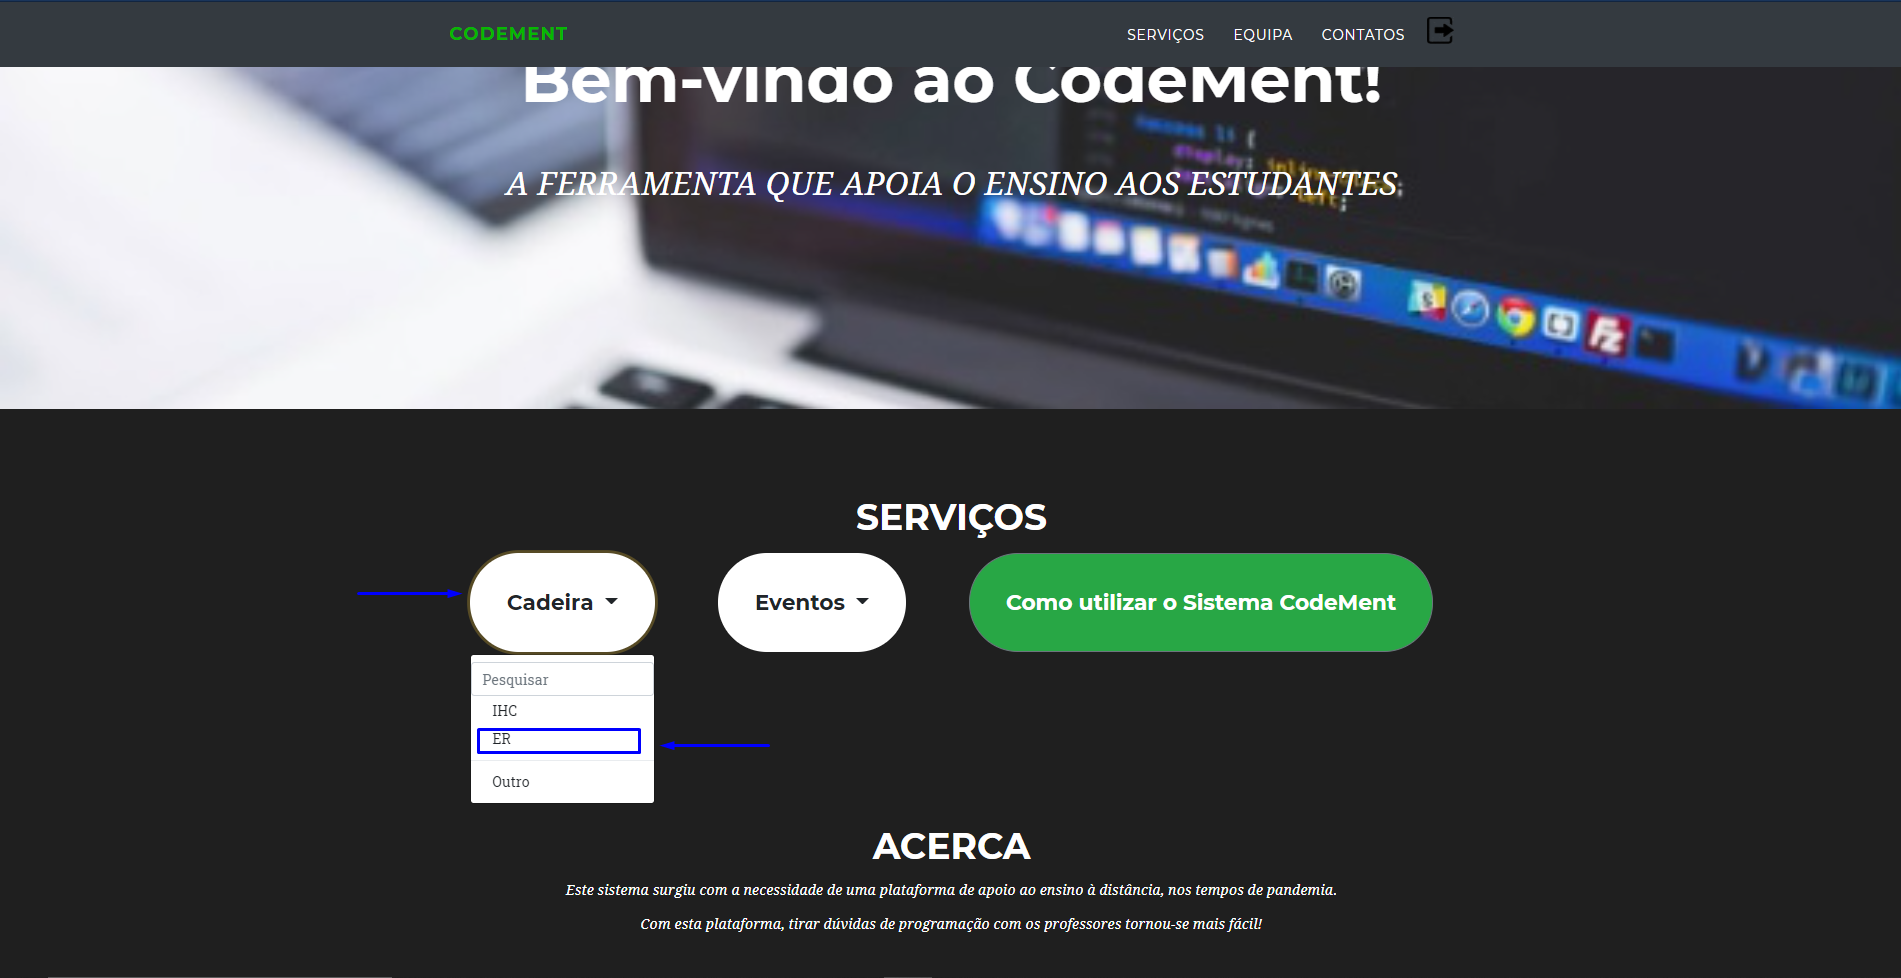 CODEMENT
SERVIÇOS EQUIPA CONTATOS
Bem-vindo ao CodeMent!
A FERRAMENTA QUE APOIA O ENSINO AOS ESTUDANTES
SERVIÇOS
Cadeira
Eventos
Como utilizar o Sistema CodeMent
Pesquisar
IHC
ER
Outro
ACERCA
Este sistema surgiu com a necessidade de uma plataforma de apoio ao ensino à distância, nos tempos de pandemia.
Com esta plataforma, tirar dúvidas de programação com os professores tornou-se mais fácil!